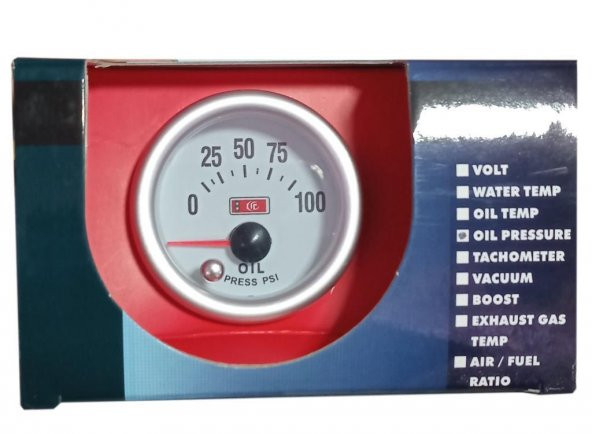 0 25 50 75 100
OIL
PRESS PSI
VOLT
WATER TEMP
OIL TEMP
OIL PRESSURE
TACHOMETER
VACUUM
BOOST
EXHAUST GAS
TEMP
AIR / FUEL
RATIO